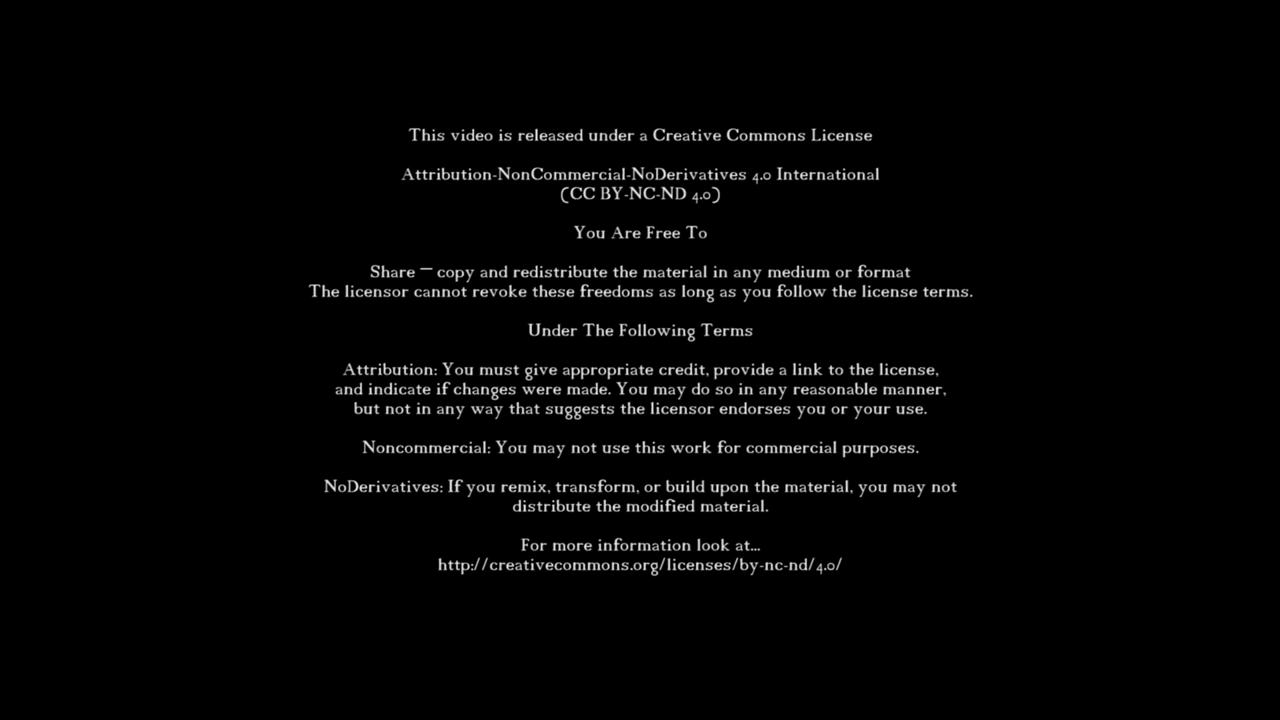 This video is released under a Creative Commons License
Attribution-NonCommercial-NoDerivatives 4.0 International
(CC BY-NC-ND 4.0)
You Are Free To
Share — copy and redistribute the material in any medium or format
The licensor cannot revoke these freedoms as long as you follow the license terms.
Under The Following Terms
Attribution: You must give appropriate credit, provide a link to the license,
and indicate if changes were made. You may do so in any reasonable manner,
but not in any way that suggests the licensor endorses you or your use.
Noncommercial: You may not use this work for commercial purposes.
NoDerivatives: If you remix, transform, or build upon the material, you may not
distribute the modified material.
For more information look at...
http://creativecommons.org/licenses/by-nc-nd/4.0/